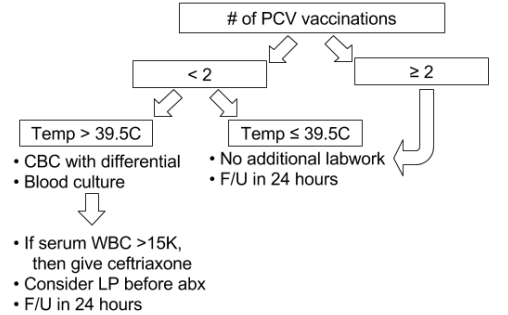 # of PCV vaccinations
< 2
≥ 2
Temp > 39.5C
Temp ≤ 39.5C
• CBC with differential
• Blood culture
• No additional labwork
• F/U in 24 hours
• If serum WBC >15K,
then give ceftriaxone
• Consider LP before abx
• F/U in 24 hours